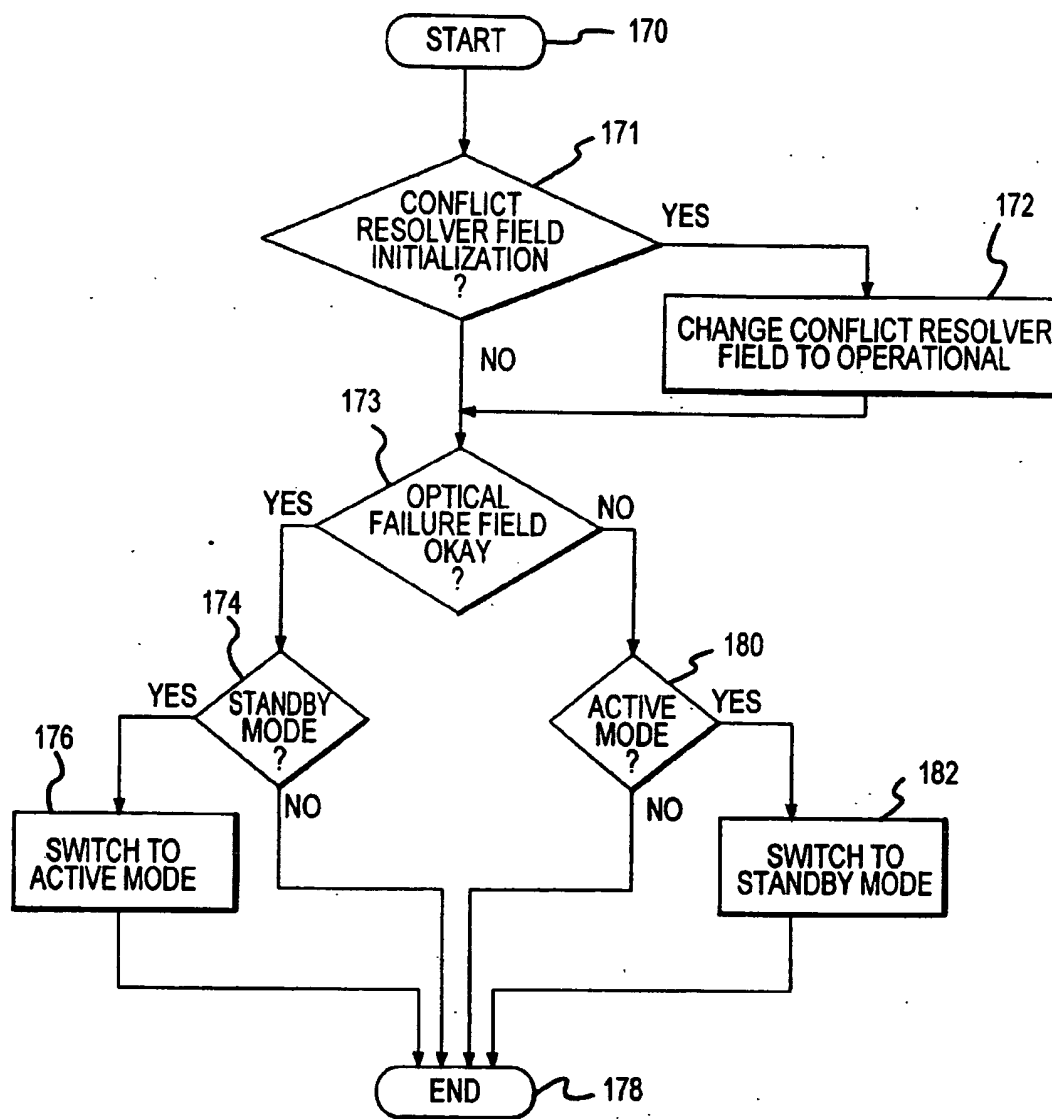 START
170
171
CONFLICT
RESOLVER FIELD
INITIALIZATION
?
YES
172
CHANGE CONFLICT RESOLVER
FIELD TO OPERATIONAL
NO
173
YES
OPTICAL
FAILURE FIELD
OKAY
?
NO
174
180
YES
STANDBY
MODE
?
ACTIVE
MODE
?
YES
176
NO
NO
182
SWITCH TO
ACTIVE MODE
SWITCH TO
STANDBY MODE
END
178